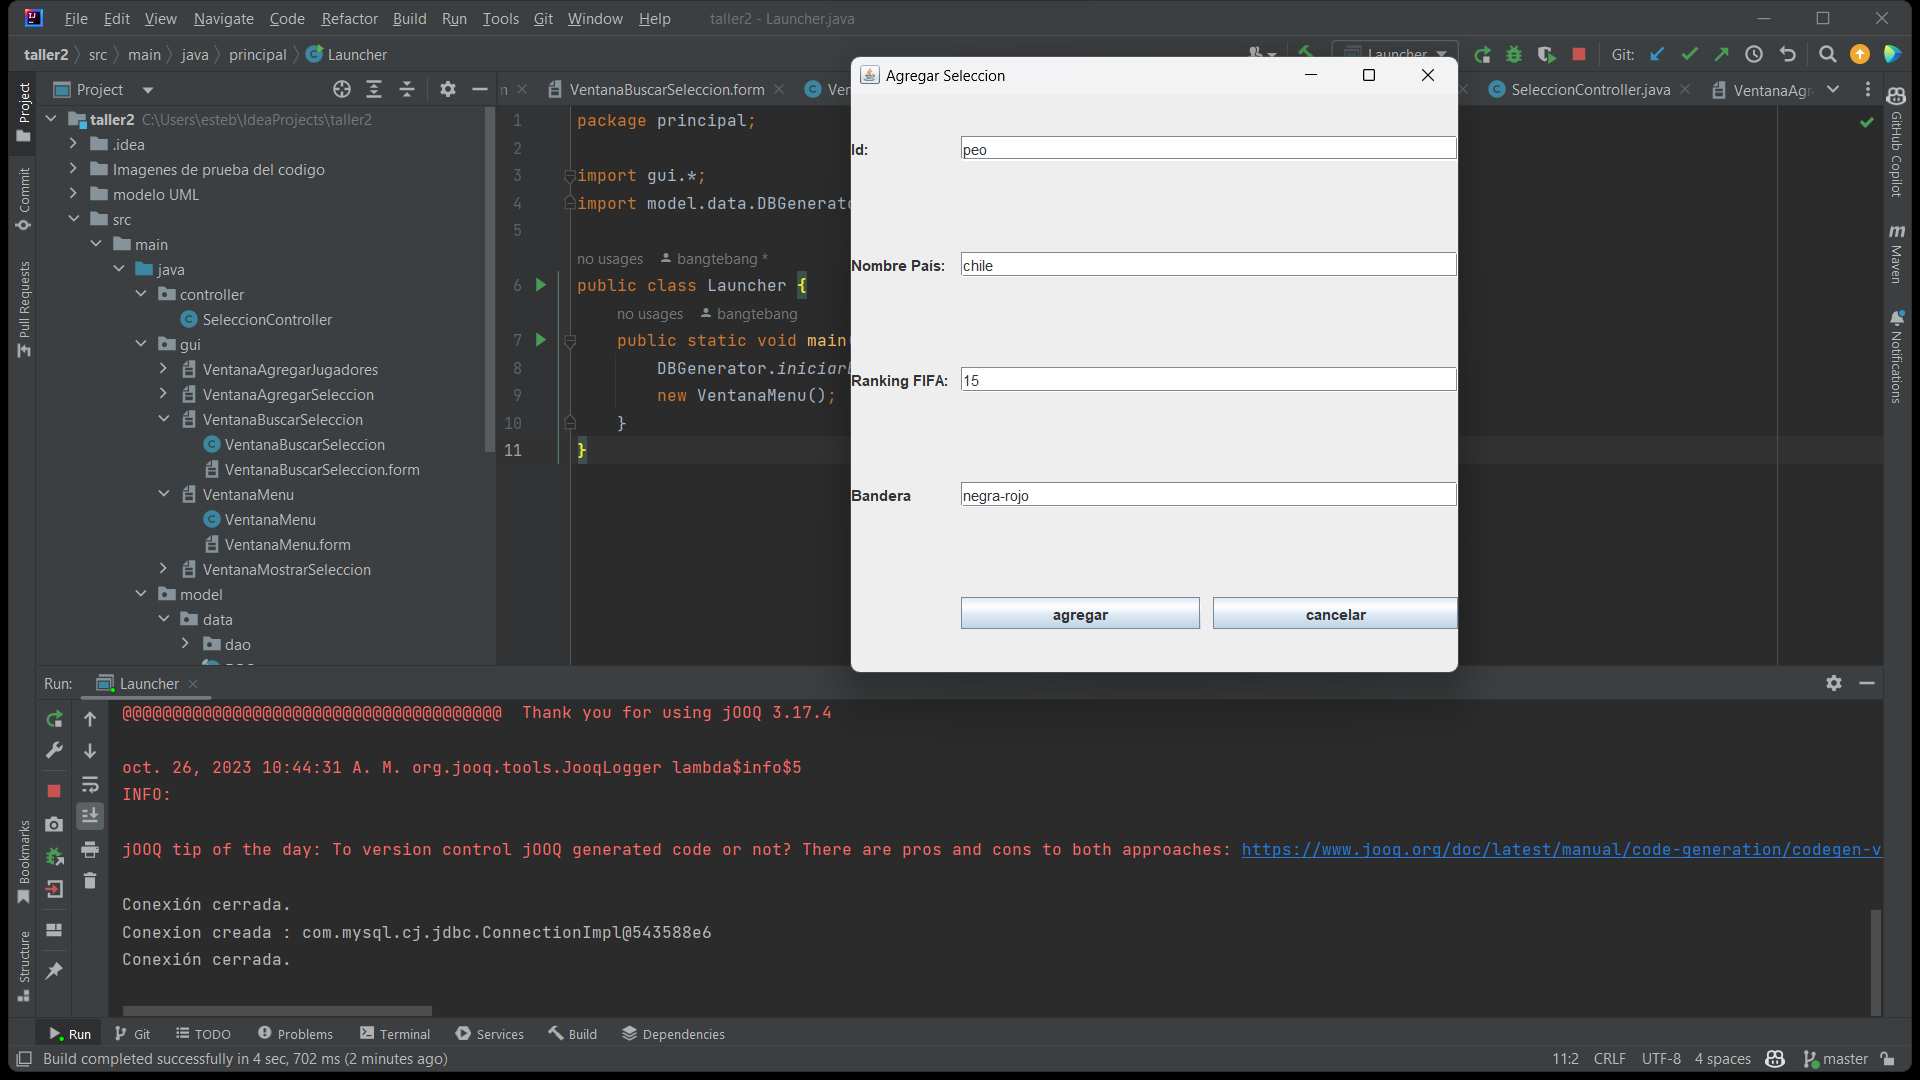 File Edit View Navigate Code Refactor Build Run Tools Git Window Help taller2 - Launcher.java
taller2 src main java principal Launcher
Launcher
Git:
Project
VentanaBuscarSeleccion.form
SeleccionController.java
taller2 C:\Users\esteb\IdeaProjects\taller2
.idea
Imagenes de prueba del codigo
modelo UML
src
main
java
controller
SeleccionController
gui
VentanaAgregarJugadores
VentanaAgregarSeleccion
VentanaBuscarSeleccion
VentanaBuscarSeleccion
VentanaBuscarSeleccion.form
VentanaMenu
VentanaMenu
VentanaMenu.form
VentanaMostrarSeleccion
model
data
dao
1 package principal;
2
3 import gui.*;
4 import model.data.DBGenerato
5
no usages bangtebang *
6 public class Launcher {
no usages bangtebang
7 public static void main
8 DBGenerator.iniciar
9 new VentanaMenu();
10 }
11 }
Agregar Seleccion
Id: peo
Nombre País: chile
Ranking FIFA: 15
Bandera negra-rojo
agregar cancelar
Project
Commit
Pull Requests
Bookmarks
Structure
GitHub Copilot
m Maven
Notifications
Run: Launcher
@@@@@@@@@@@@@@@@@@@@@@@@@@@@@@@@@@@@@@ Thank you for using jOOQ 3.17.4
oct. 26, 2023 10:44:31 A. M. org.jooq.tools.JooqLogger lambda$info$5
INFO:
jOOQ tip of the day: To version control jOOQ generated code or not? There are pros and cons to both approaches: https://www.jooq.org/doc/latest/manual/code-generation/codegen-v
Conexión cerrada.
Conexion creada : com.mysql.cj.jdbc.ConnectionImpl@543588e6
Conexión cerrada.
Run Git TODO Problems Terminal Services Build Dependencies
Build completed successfully in 4 sec, 702 ms (2 minutes ago)
11:2 CRLF UTF-8 4 spaces master